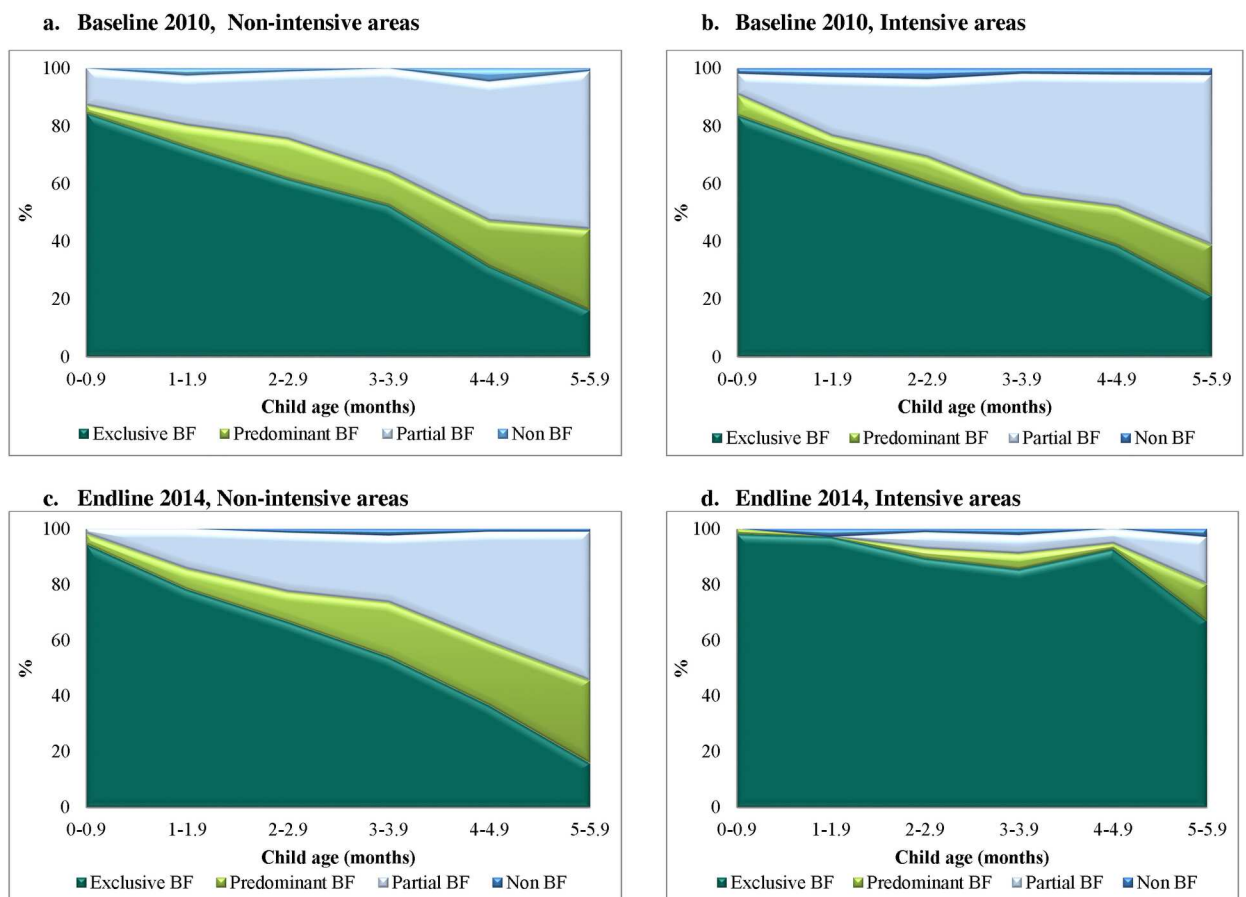 a. Baseline 2010, Non-intensive areas
100
80
60
40
20
0
%
0-0.9 1-1.9 2-2.9 3-3.9 4-4.9 5-5.9
Child age (months)
Exclusive BF Predominant BF Partial BF Non BF
b. Baseline 2010, Intensive areas
100
80
60
40
20
0
%
0-0.9 1-1.9 2-2.9 3-3.9 4-4.9 5-5.9
Child age (months)
Exclusive BF Predominant BF Partial BF Non BF
c. Endline 2014, Non-intensive areas
100
80
60
40
20
0
%
0-0.9 1-1.9 2-2.9 3-3.9 4-4.9 5-5.9
Child age (months)
Exclusive BF Predominant BF Partial BF Non BF
d. Endline 2014, Intensive areas
100
80
60
40
20
0
%
0-0.9 1-1.9 2-2.9 3-3.9 4-4.9 5-5.9
Child age (months)
Exclusive BF Predominant BF Partial BF Non BF